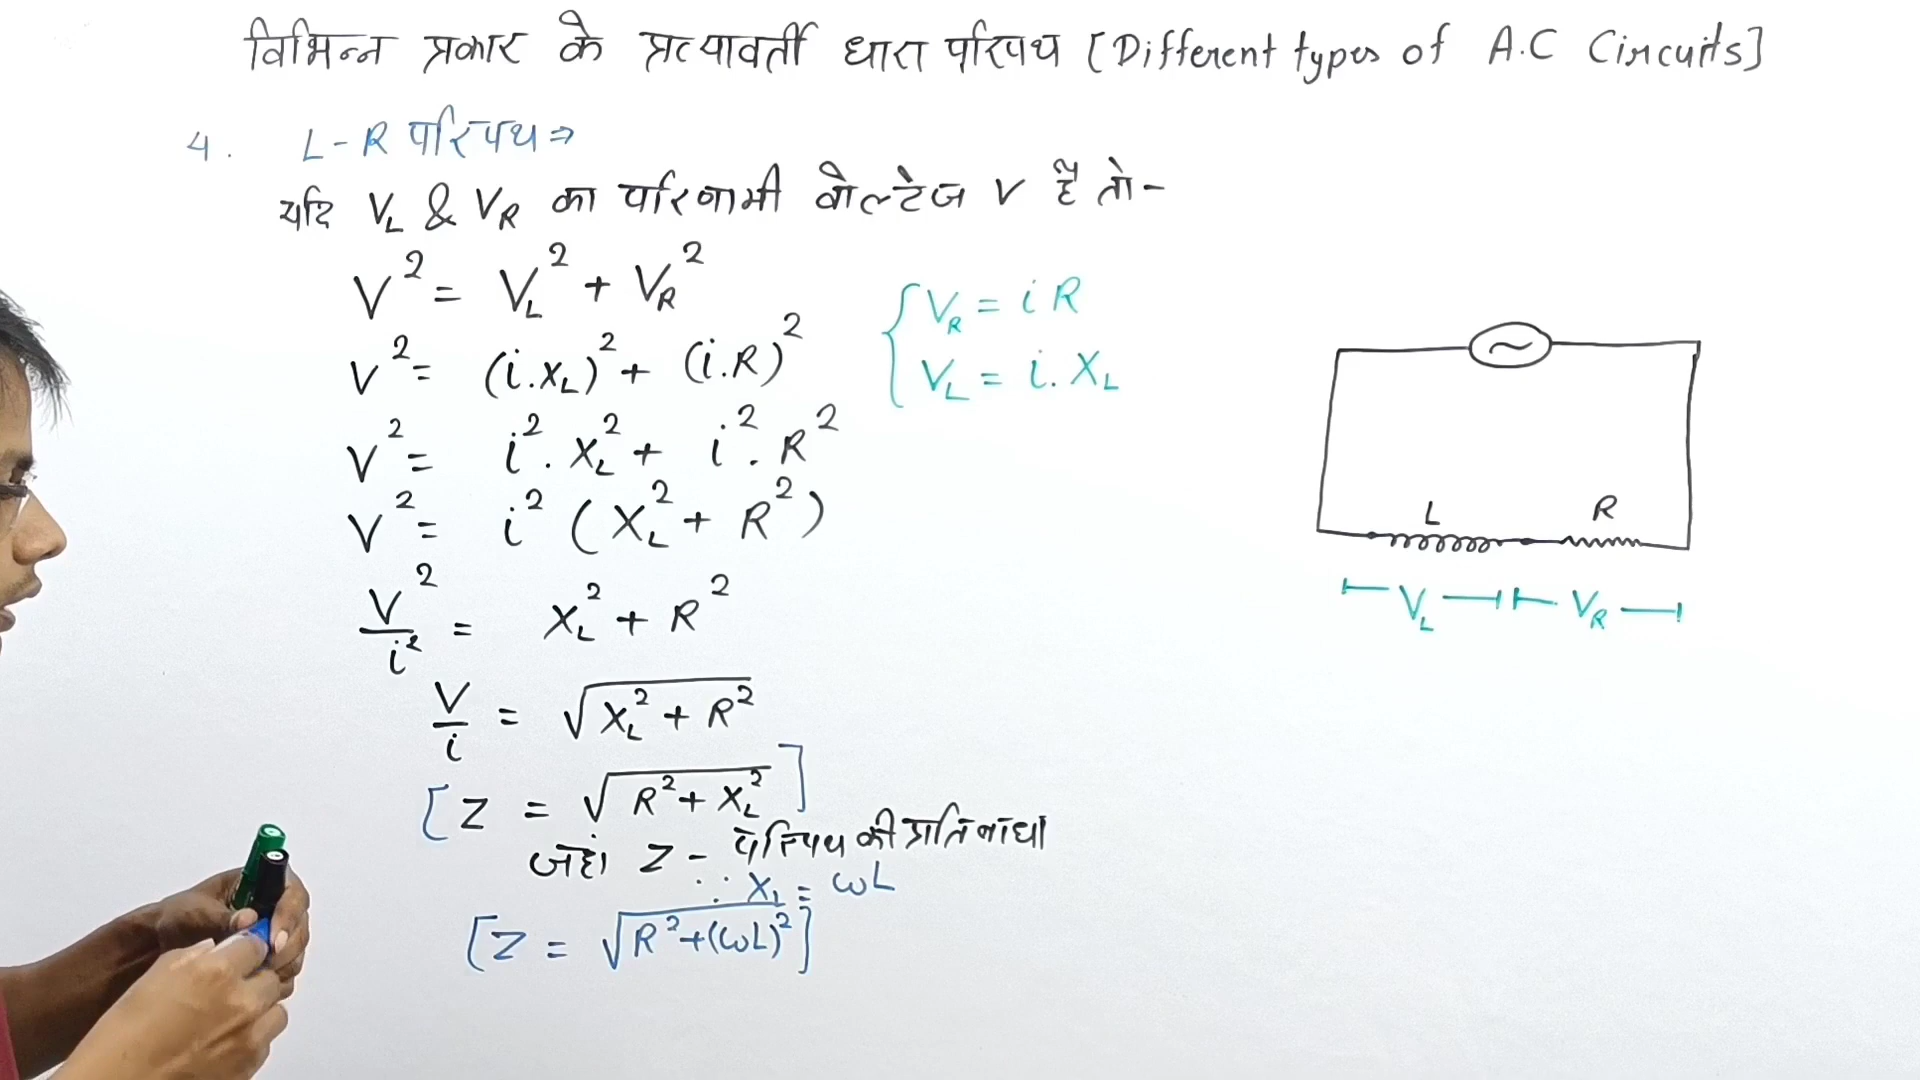 विभिन्न प्रकार के प्रत्यावर्ती धारा परिपथ [Different types of A.C Circuits]
4. L-R परिपथ ⇒
यदि V_L & V_R का परिणामी वोल्टेज V है तो-
V² = V_L² + V_R²
V² = (i.X_L)² + (i.R)²
V² = i². X_L² + i². R²
V² = i² (X_L² + R²)
V²/i² = X_L² + R²
V/i = √(X_L² + R²)
[Z = √(R² + X_L²)]
जहां Z - परिपथ की प्रतिबाधा
∵ X_L = ωL
[Z = √(R²+(ωL)²]
{V_R = i R
V_L = i. X_L
~
L R
V_L V_R